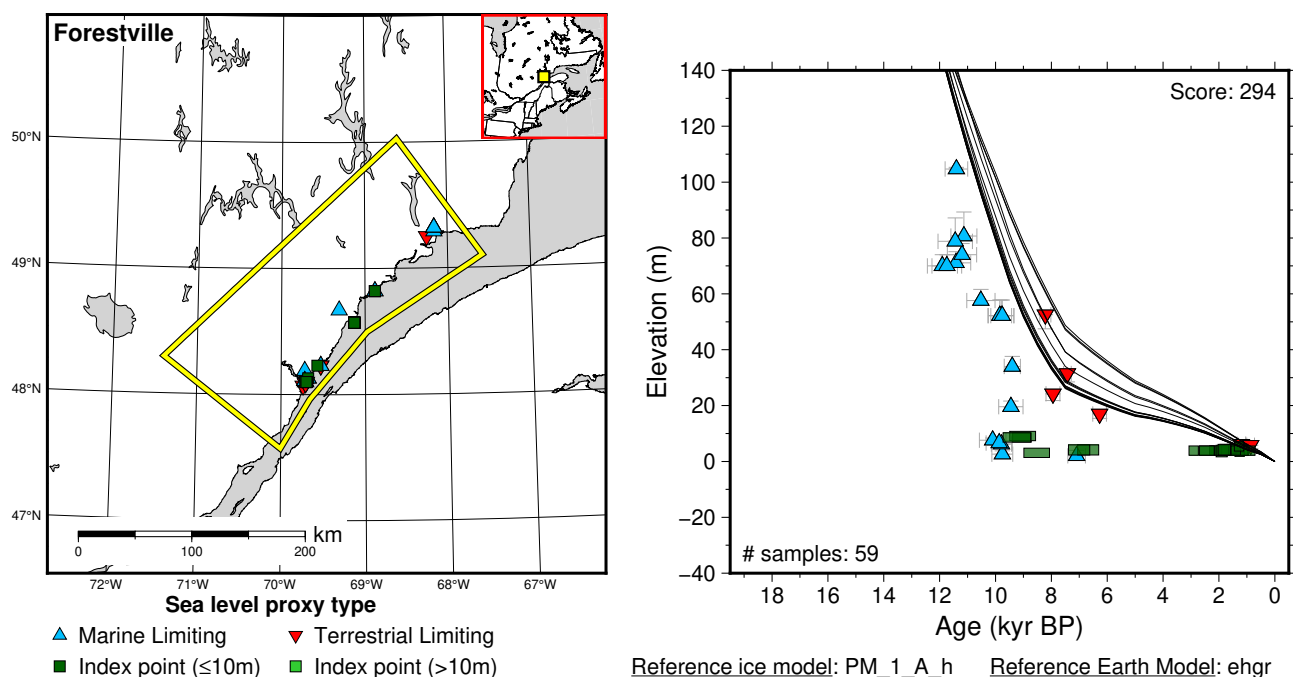 Forestville
50°N
49°N
48°N
47°N
km
0 100 200
72°W 71°W 70°W 69°W 68°W 67°W
Sea level proxy type
Marine Limiting Terrestrial Limiting
Index point (≤10m) Index point (>10m)
Score: 294
140
120
100
80
60
40
20
0
−20
−40
Elevation (m)
# samples: 59
18 16 14 12 10 8 6 4 2 0
Age (kyr BP)
Reference ice model: PM_1_A_h Reference Earth Model: ehgr